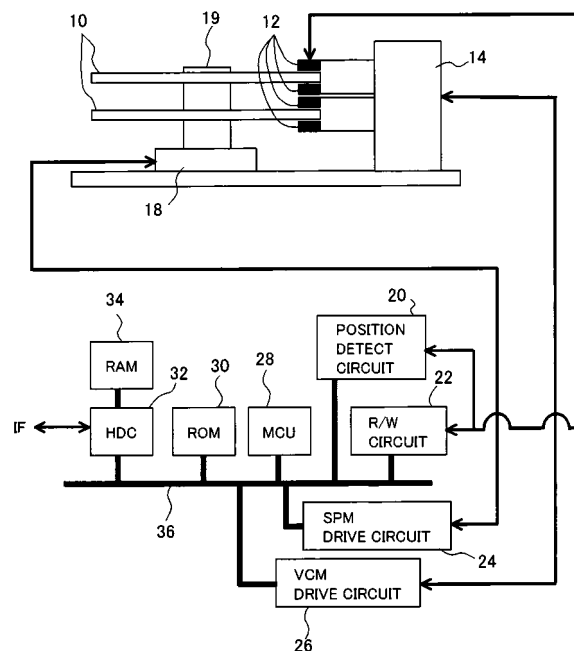 19
10
12
14
10
18
20
34
POSITION
DETECT
CIRCUIT
32
30
28
22
RAM
IF
HDC
ROM
MCU
R/W
CIRCUIT
36
SPM
DRIVE CIRCUIT
24
VCM
DRIVE CIRCUIT
26